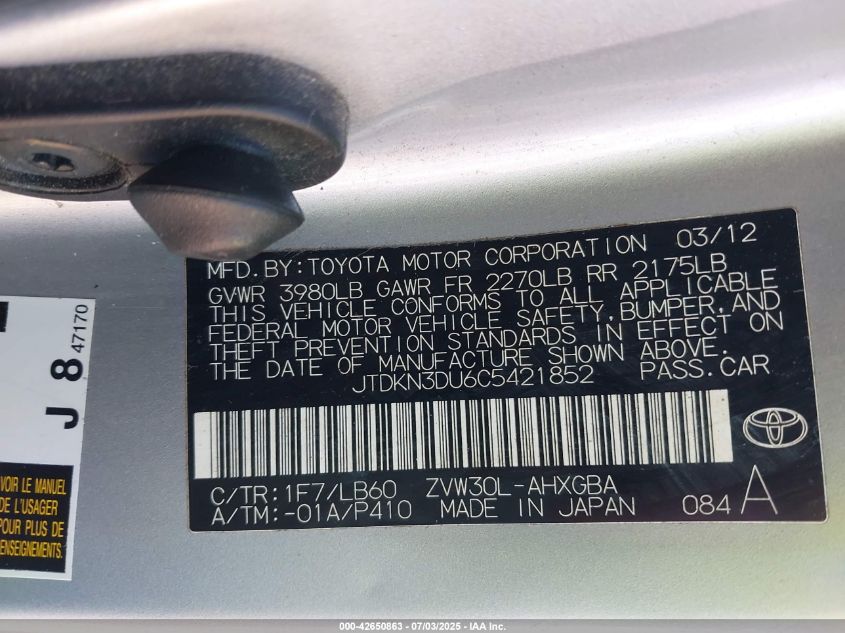 MFD.BY:TOYOTA MOTOR CORPORATION 03/12
GVWR 3980LB GAWR FR 2270LB RR 2175LB
THIS VEHICLE CONFORMS TO ALL APPLICABLE
FEDERAL MOTOR VEHICLE SAFETY,BUMPER,AND
THEFT PREVENTION STANDARDS IN EFFECT ON
THE DATE OF MANUFACTURE SHOWN ABOVE.
JTDKN3DU6C5421852 PASS.CAR
C/TR:1F7/LB60 ZVW30L-AHXGBA
A/TM:-01A/P410 MADE IN JAPAN 084 A
J 8 47170
VOIR LE MANUEL
DE L'USAGER
POUR PLUS DE
RENSEIGNEMENTS.
000-42650863 - 07/03/2025 - IAA Inc.